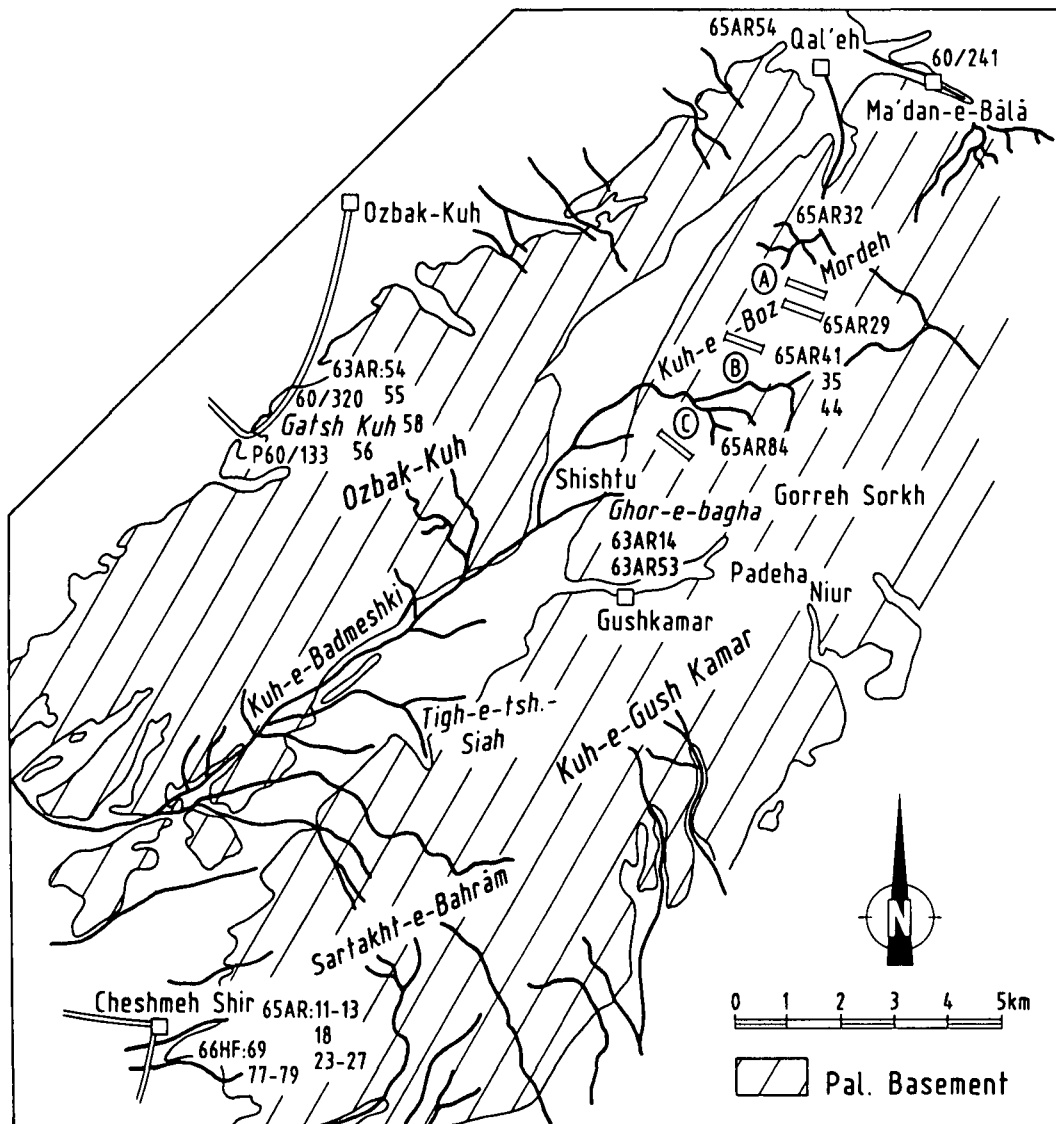 65AR54
Qal'eh
60/241
Ma'dan-e-Bâlâ
Ozbak-Kuh
65AR32
Mordeh
A
Kuh-e-Boz
65AR29
B
65AR41
35
44
63AR:54
55
60/320
Gatsh Kuh 58
P60/133 56
C
65AR84
Ozbak-Kuh
Shishtu
Ghor-e-bagha
63AR14
63AR53
Gorreh Sorkh
Padeha
Niur
Gushkamar
Kuh-e-Badmeshki
Tigh-e-tsh.-
Siah
Kuh-e-Gush Kamar
Sartakht-e-Bahrâm
N
Cheshmeh Shir
65AR:11-13
18
23-27
66HF:69
77-79
0 1 2 3 4 5km
Pal. Basement